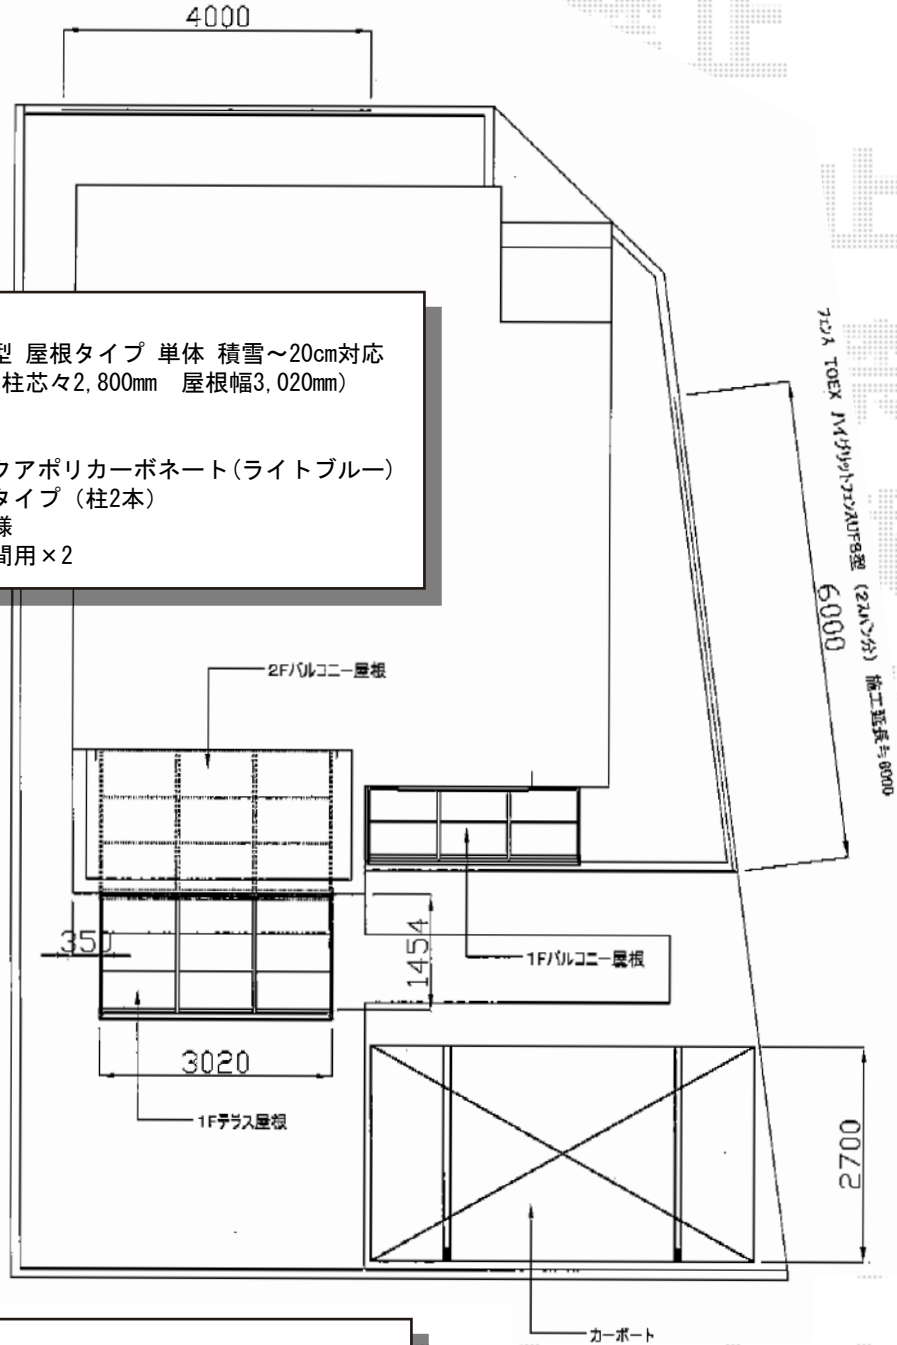 4000
型 屋根タイプ 単体 積雪～20cm対応
柱芯々2,800mm 屋根幅3,020mm）
クアポリカーボネート(ライトブルー)
タイプ（柱2本）
様
間用×2
フェンス TOEX ハイグリットフェンスUF8型 (2スパン分) 施工延長≒6000
6000
2Fバルコニー屋根
350
1454
1Fバルコニー屋根
3020
1Fテラス屋根
2700
カーポート